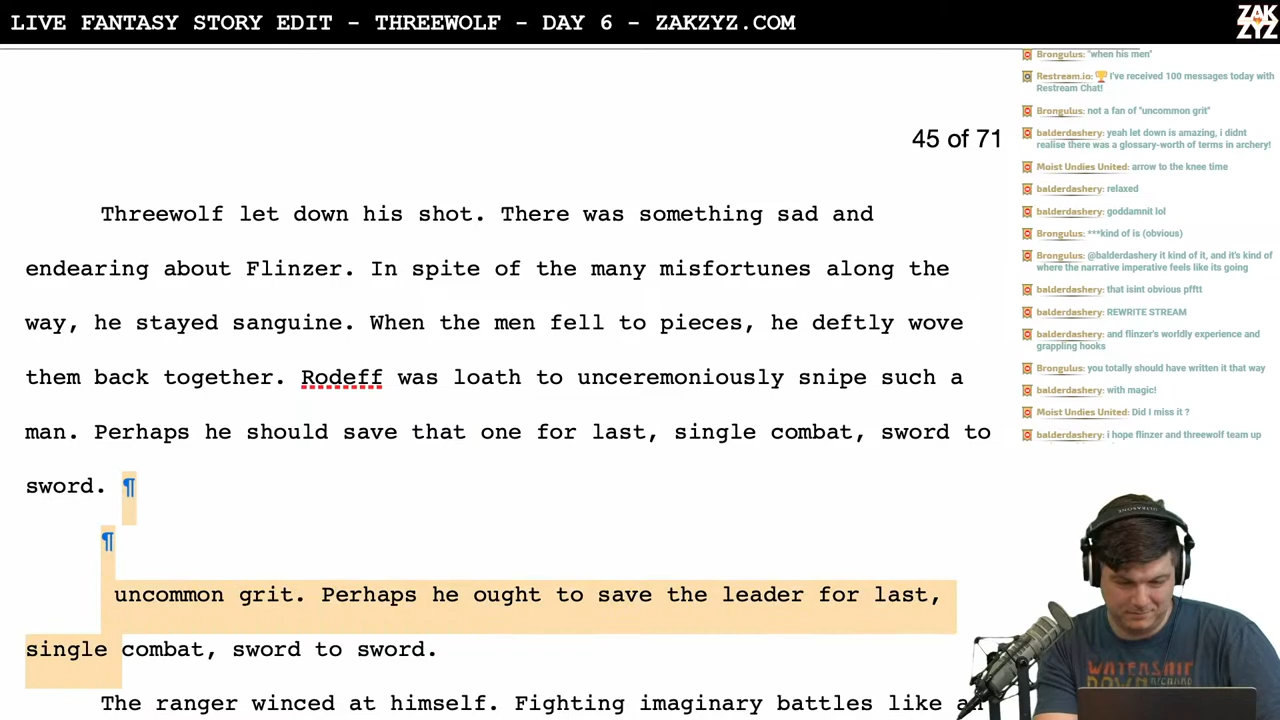 LIVE FANTASY STORY EDIT - THREEWOLF - DAY 6 - ZAKZYZ.COM
ZAK
ZYZ
45 of 71
Threewolf let down his shot. There was something sad and
endearing about Flinzer. In spite of the many misfortunes along the
way, he stayed sanguine. When the men fell to pieces, he deftly wove
them back together. Rodeff was loath to unceremoniously snipe such a
man. Perhaps he should save that one for last, single combat, sword to
sword. ¶
¶
uncommon grit. Perhaps he ought to save the leader for last,
single combat, sword to sword.
The ranger winced at himself. Fighting imaginary battles like an
Brongulus: "when his men"
Restream.io: 🏆 I've received 100 messages today with
Restream Chat!
Brongulus: not a fan of "uncommon grit"
balderdashery: yeah let down is amazing, i didnt
realise there was a glossary-worth of terms in archery!
Moist Undies United: arrow to the knee time
balderdashery: relaxed
balderdashery: goddamnit lol
Brongulus: ***kind of is (obvious)
Brongulus: @balderdashery it kind of it, and it's kind of
where the narrative imperative feels like its going
balderdashery: that isint obvious pfftt
balderdashery: REWRITE STREAM
balderdashery: and flinzer's worldly experience and
grappling hooks
Brongulus: you totally should have written it that way
balderdashery: with magic!
Moist Undies United: Did I miss it ?
balderdashery: i hope flinzer and threewolf team up
ULTRASONE
WATERSHIP
DOWN